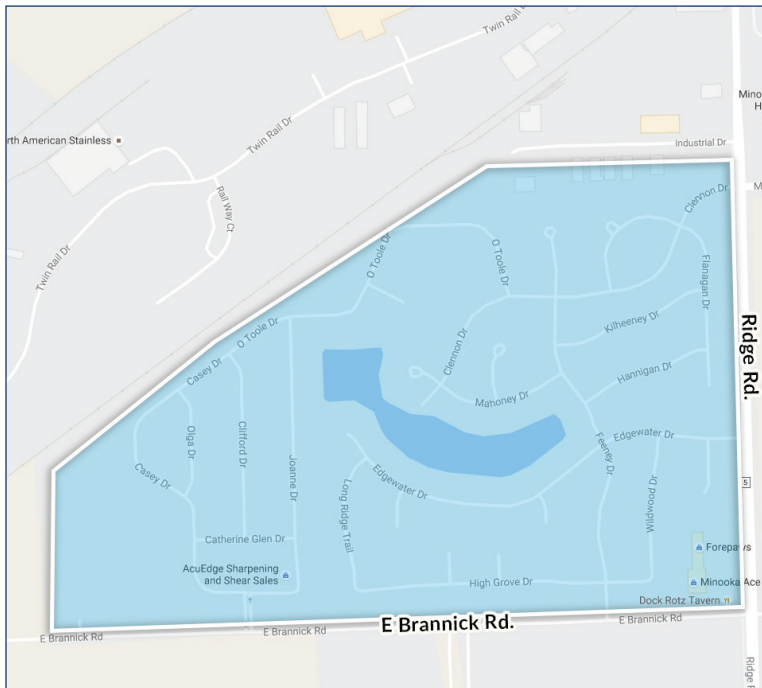 Twin Rail D
Mino
H
rth American Stainless
Twin Rail Dr
Industrial Dr
Rail Way Ct
Clennon Dr
M
O Toole Dr
O Toole Dr
Flanagan Dr
Twin Rail Dr
Kilheeney Dr
O Toole Dr
Clennon Dr
Ridge Rd.
Casey Dr
Hannigan Dr
Mahoney Dr
Olga Dr
Clifford Dr
Edgewater Dr
Feeney Dr
Joanne Dr
Casey Dr
Edgewater Dr
5
Long Ridge Trail
Wildwood Dr
Catherine Glen Dr
Forepaws
AcuEdge Sharpening
and Shear Sales
High Grove Dr
Minooka Ace
Dock Rotz Tavern
E Brannick Rd
E Brannick Rd
E Brannick Rd.
E Brannick Rd
Ridge R